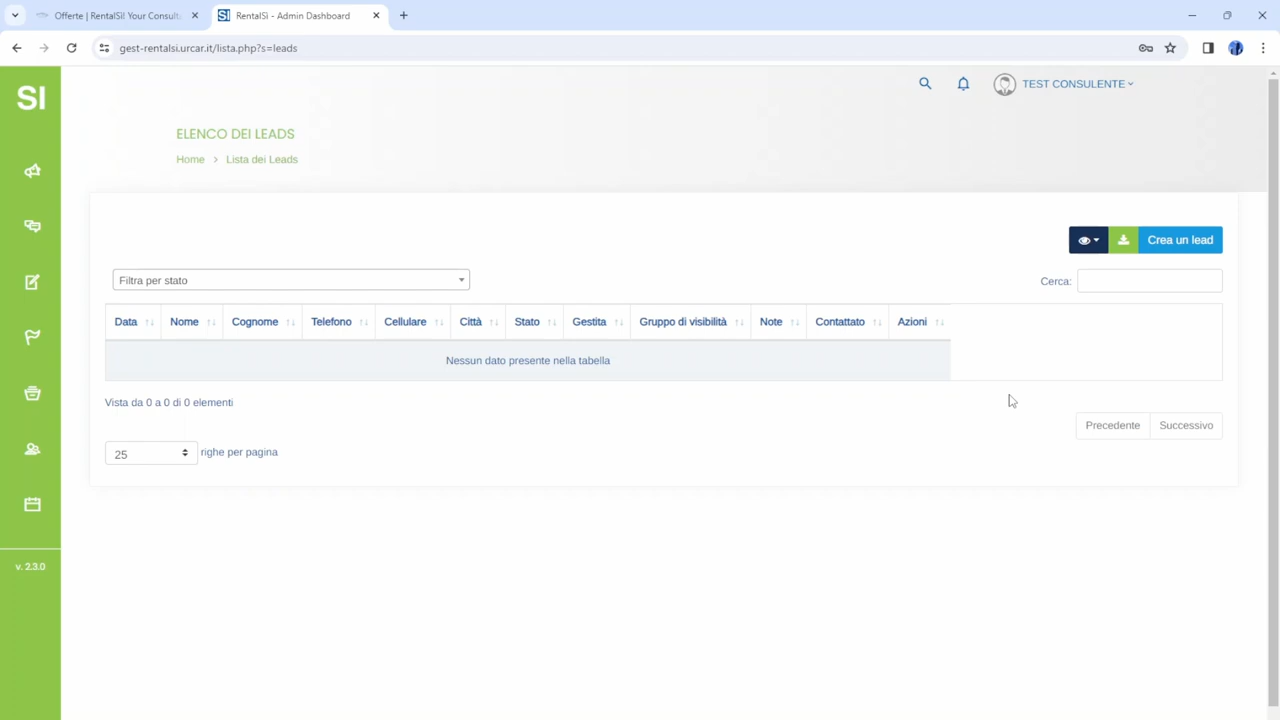 Offerte | RentalSì! Your Consult
RentalSì - Admin Dashboard
gest-rentalsi.urcar.it/lista.php?s=leads
SI
TEST CONSULENTE
ELENCO DEI LEADS
Home > Lista dei Leads
Crea un lead
Filtra per stato
Cerca:
Data Nome Cognome Telefono Cellulare Città Stato Gestita Gruppo di visibilità Note Contattato Azioni
Nessun dato presente nella tabella
Vista da 0 a 0 di 0 elementi
Precedente Successivo
25 righe per pagina
v. 2.3.0